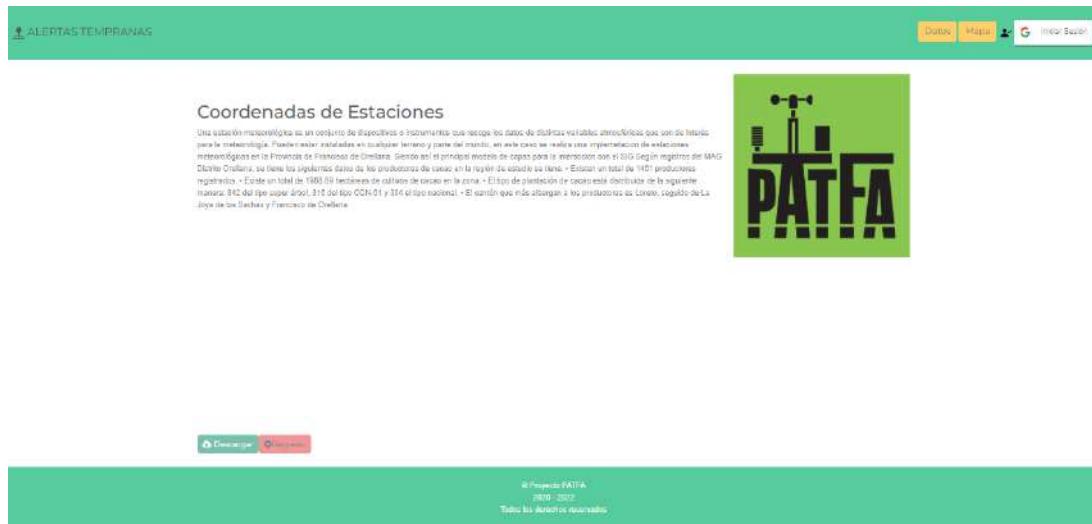 ALERTAS TEMPRANAS
Datos
Mapa
Iniciar Sesión
Coordenadas de Estaciones
Una estación meteorológica es un conjunto de dispositivos o instrumentos que recoge los datos de distintas variables atmosféricas que son de interés
para la meteorología. Pueden estar instaladas en cualquier terreno y parte del mundo, en este caso se realiza una implementación de estaciones
meteorológicas en la Provincia de Francisco de Orellana. Siendo así el principal modelo de capas para la interacción con el SIG Según registros del MAG
Distrito Orellana, se tiene los siguientes datos de los productores de cacao en la región de estudio se tiene: • Existen un total de 1401 productores
registrados. • Existe un total de hectáreas de cultivos de cacao en la zona. • El tipo de plantación de cacao está distribuida de la siguiente
manera: 842 del tipo super árbol, 315 del tipo CCN-51 y 334 el tipo nacional. • El cantón que más albergan a los productores es Loreto, seguido de La
Joya de los Sachas y Francisco de Orellana
PATFA
Descargar
© Proyecto PATFA
2020 - 2022
Todos los derechos reservados